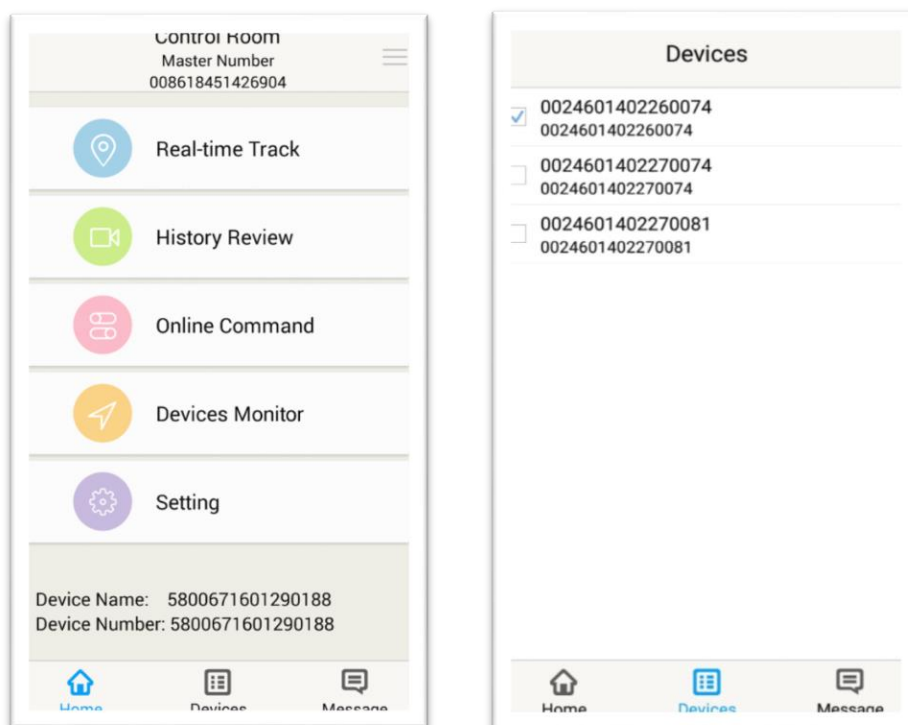 Control Room
Master Number
008618451426904
Real-time Track
History Review
Online Command
Devices Monitor
Setting
Device Name: 5800671601290188
Device Number: 5800671601290188
Home
Devices
Message
Devices
0024601402260074
0024601402260074
0024601402270074
0024601402270074
0024601402270081
0024601402270081
Home
Devices
Message